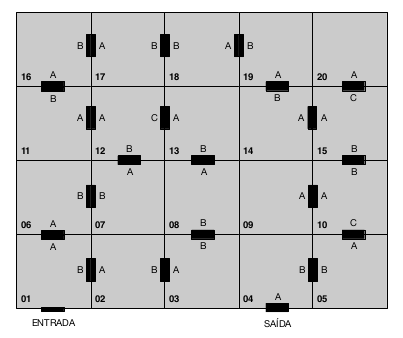 A B A B B A B
16 A 17 18 19 A 20 A
B B C
A A C A A A
11 12 B 13 B 14 15 B
A A B
B B A A
06 A 07 08 B 09 10 C
A B A
B A B A B B
01 02 03 04 A 05
ENTRADA SAÍDA